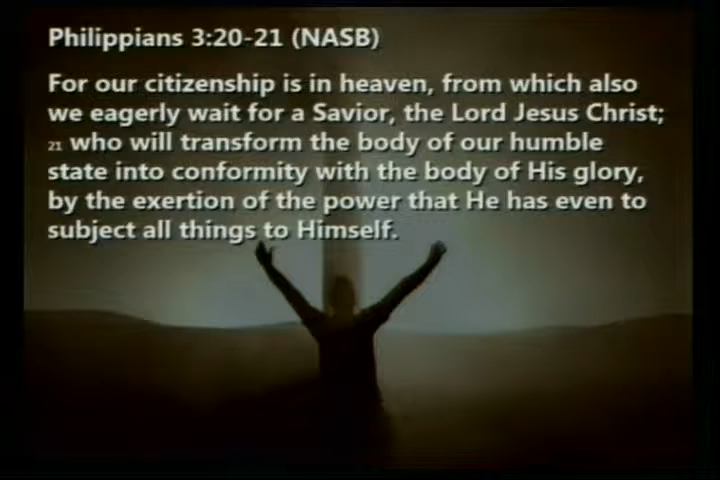 Philippians 3:20-21 (NASB)
For our citizenship is in heaven, from which also
we eagerly wait for a Savior, the Lord Jesus Christ;
21 who will transform the body of our humble
state into conformity with the body of His glory,
by the exertion of the power that He has even to
subject all things to Himself.